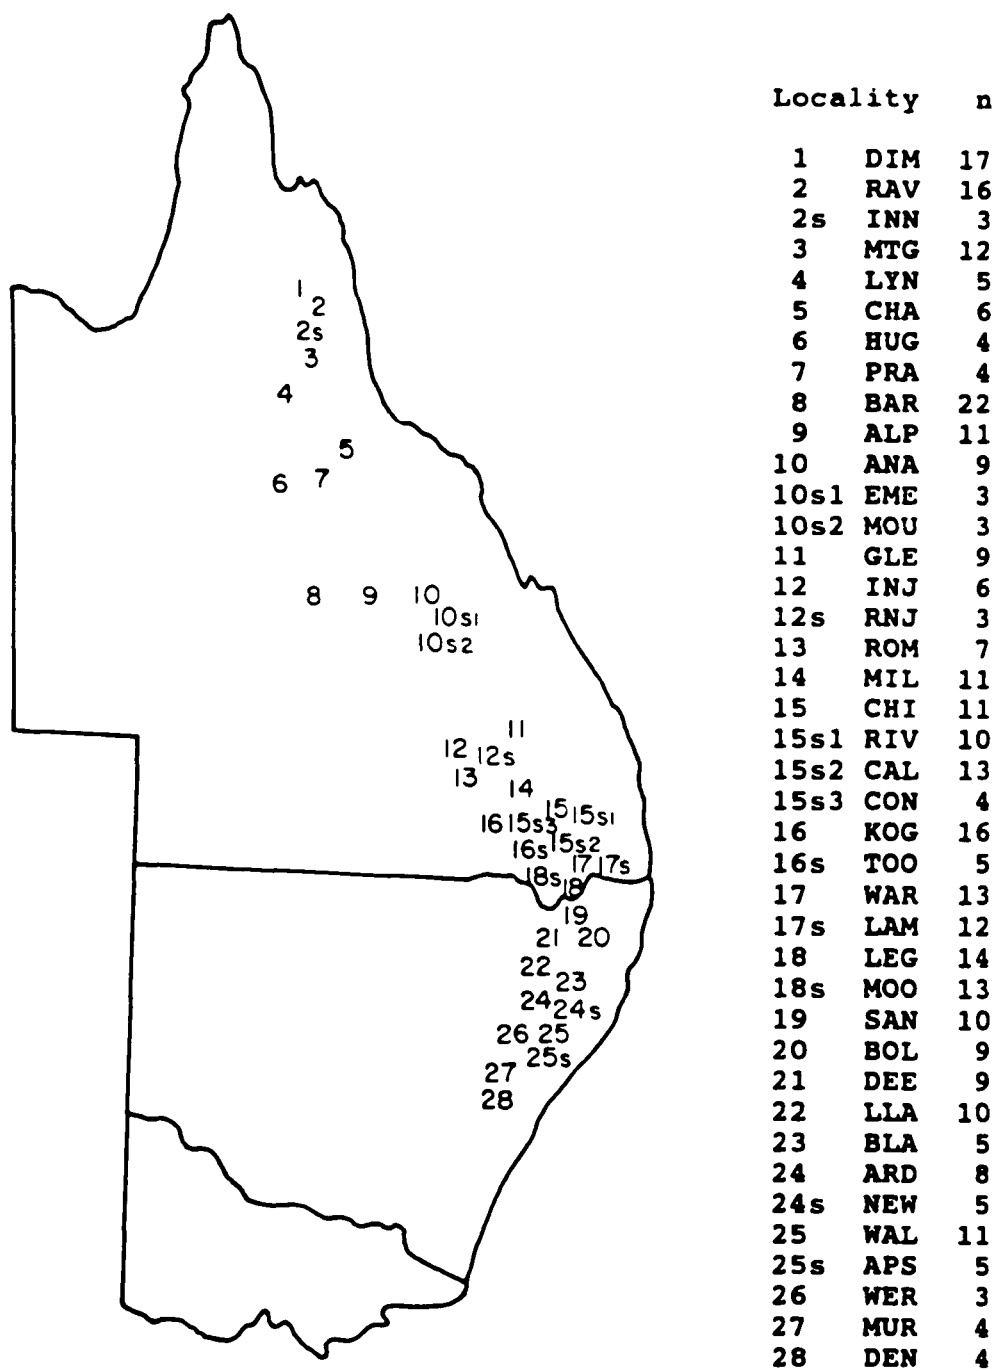 Locality n
1 DIM 17
2 RAV 16
2s INN 3
3 MTG 12
4 LYN 5
5 CHA 6
6 HUG 4
7 PRA 4
8 BAR 22
9 ALP 11
10 ANA 9
10s1 EME 3
10s2 MOU 3
11 GLE 9
12 INJ 6
12s RNJ 3
13 ROM 7
14 MIL 11
15 CHI 11
15s1 RIV 10
15s2 CAL 13
15s3 CON 4
16 KOG 16
16s TOO 5
17 WAR 13
17s LAM 12
18 LEG 14
18s MOO 13
19 SAN 10
20 BOL 9
21 DEE 9
22 LLA 10
23 BLA 5
24 ARD 8
24s NEW 5
25 WAL 11
25s APS 5
26 WER 3
27 MUR 4
28 DEN 4
1
2
2s
3
4
5
6 7
8 9 10
10s1
10s2
11
12 12s
13
14
15 15s1
16 15s3
15s2
16s
17 17s
18s 18
19
21 20
22
23
24 24s
26 25
25s
27
28